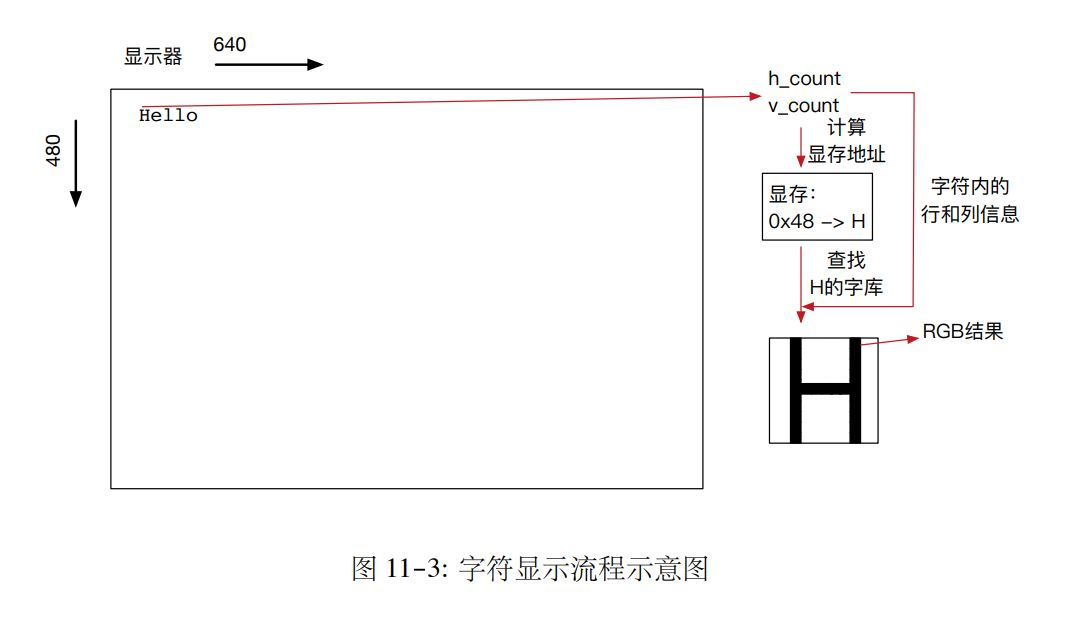 显示器
640
480
Hello
h_count
v_count
计算
显存地址
显存:
0x48 -> H
字符内的
行和列信息
查找
H的字库
RGB结果
图 11-3: 字符显示流程示意图